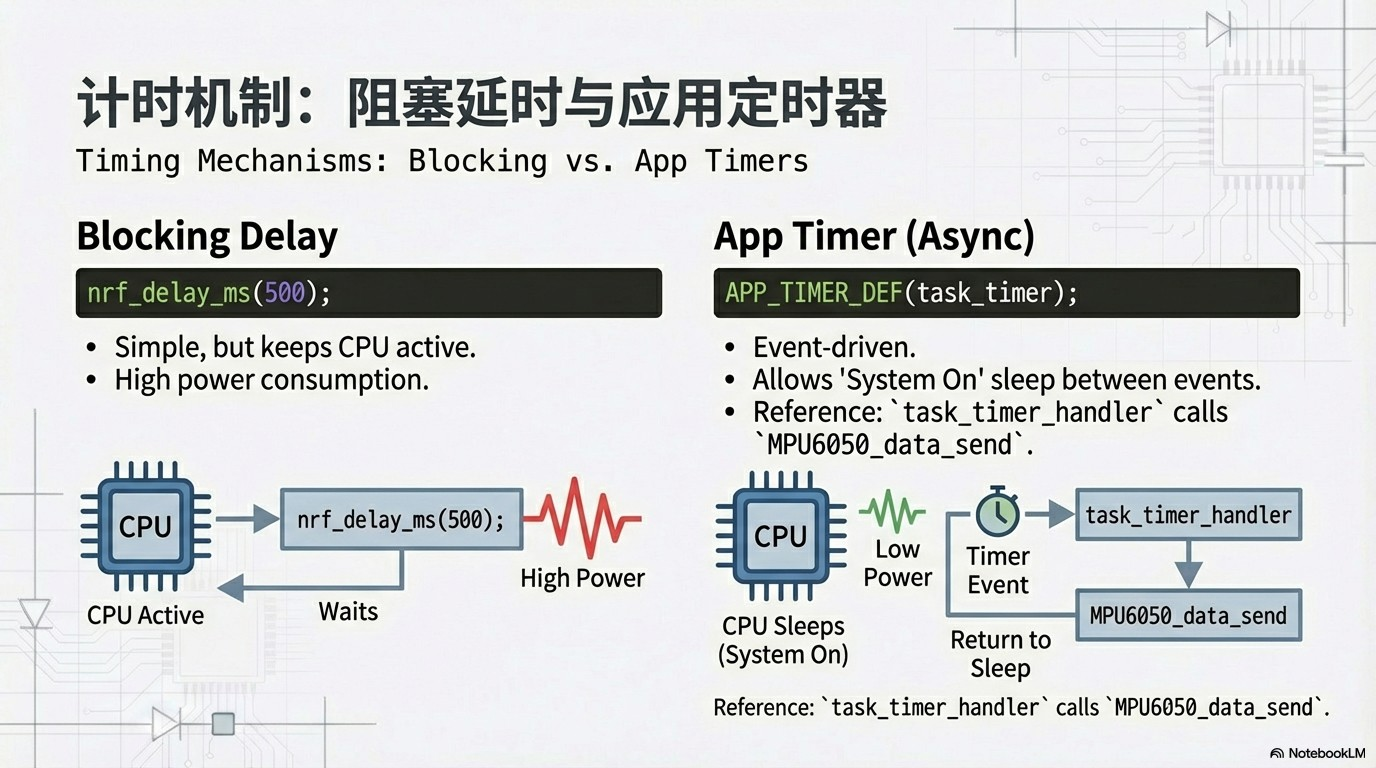 计时机制：阻塞延时与应用定时器
Timing Mechanisms: Blocking vs. App Timers
Blocking Delay
nrf_delay_ms(500);
• Simple, but keeps CPU active.
• High power consumption.
CPU
CPU Active
nrf_delay_ms(500);
Waits
High Power
App Timer (Async)
APP_TIMER_DEF(task_timer);
• Event-driven.
• Allows 'System On' sleep between events.
• Reference: `task_timer_handler` calls
`MPU6050_data_send`.
CPU
CPU Sleeps
(System On)
Low
Power
Timer
Event
task_timer_handler
MPU6050_data_send
Return to
Sleep
Reference: `task_timer_handler` calls `MPU6050_data_send`.
NotebookLM